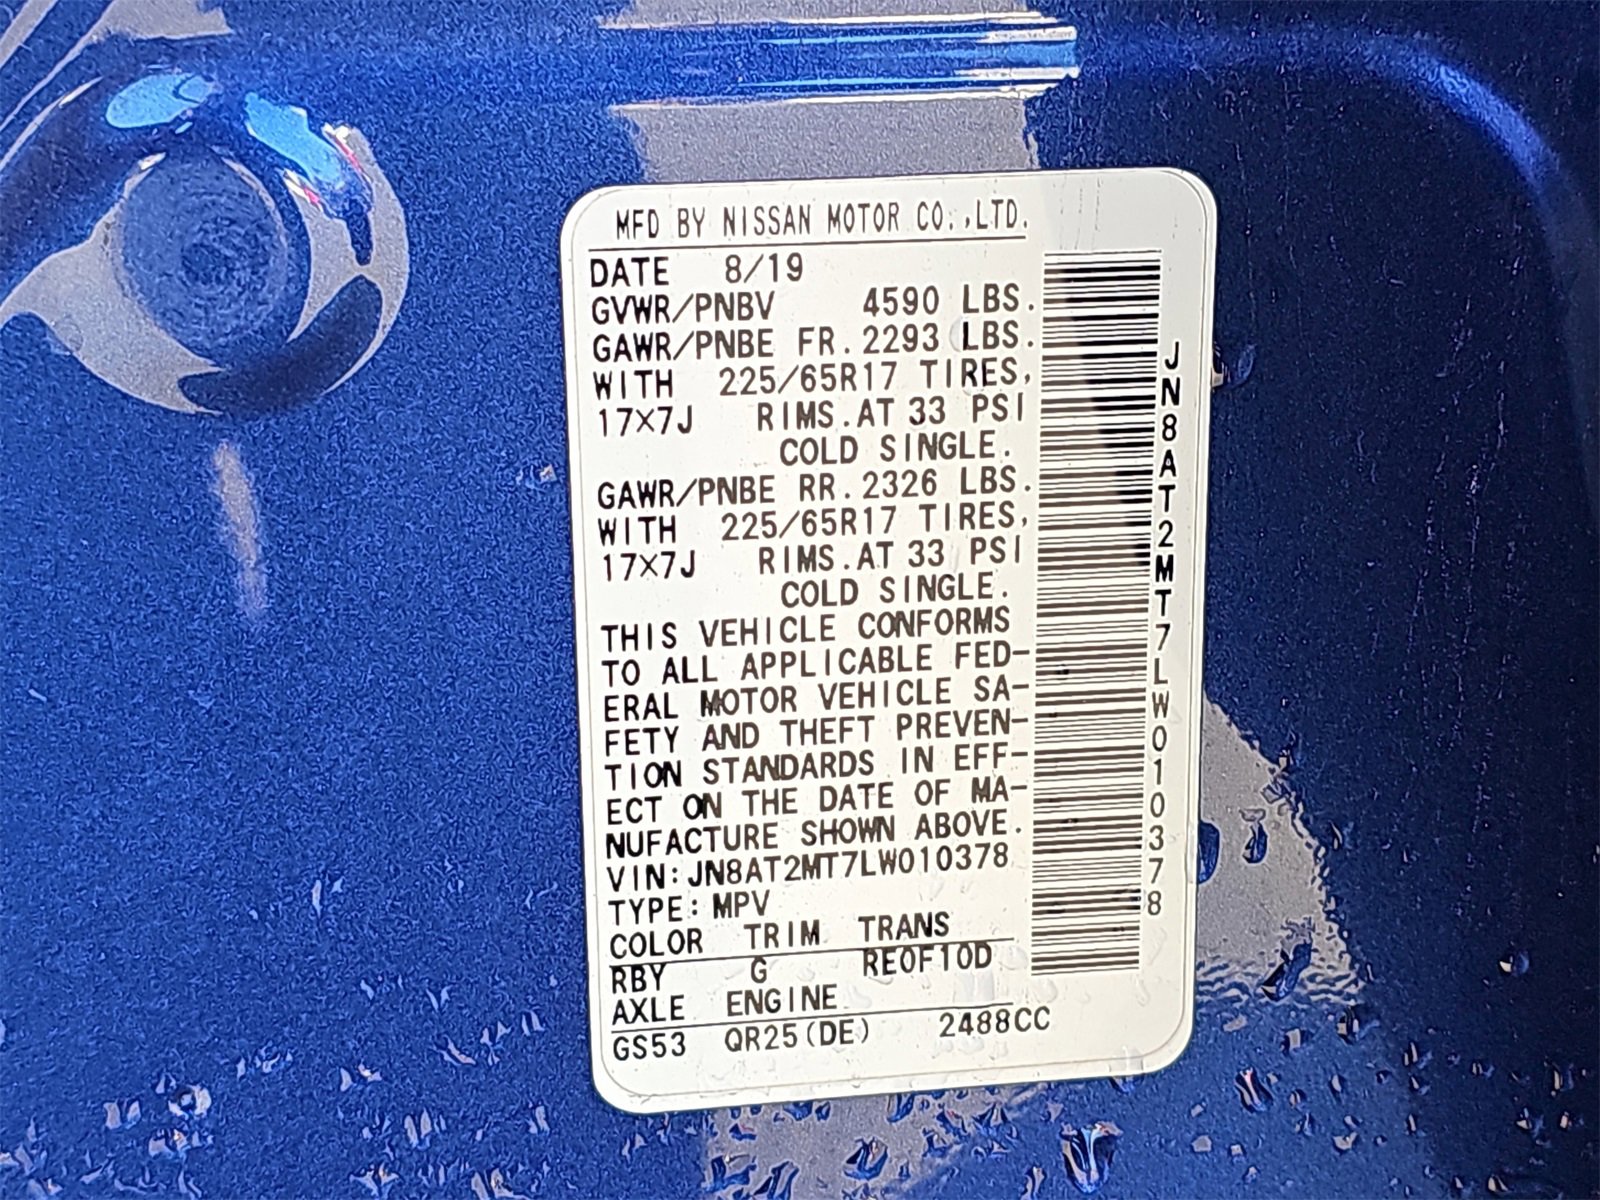 MFD BY NISSAN MOTOR CO.,LTD.
DATE 8/19
GVWR/PNBV 4590 LBS.
GAWR/PNBE FR. 2293 LBS.
WITH 225/65R17 TIRES,
17×7J RIMS.AT 33 PSI
COLD SINGLE.
GAWR/PNBE RR. 2326 LBS.
WITH 225/65R17 TIRES,
17×7J RIMS.AT 33 PSI
COLD SINGLE.
THIS VEHICLE CONFORMS
TO ALL APPLICABLE FED-
ERAL MOTOR VEHICLE SA-
FETY AND THEFT PREVEN-
TION STANDARDS IN EFF-
ECT ON THE DATE OF MA-
NUFACTURE SHOWN ABOVE.
VIN:JN8AT2MT7LW010378
TYPE:MPV
COLOR TRIM TRANS
RBY G RE0F10D
AXLE ENGINE
GS53 QR25(DE) 2488CC
JN8AT2MT7LW010378